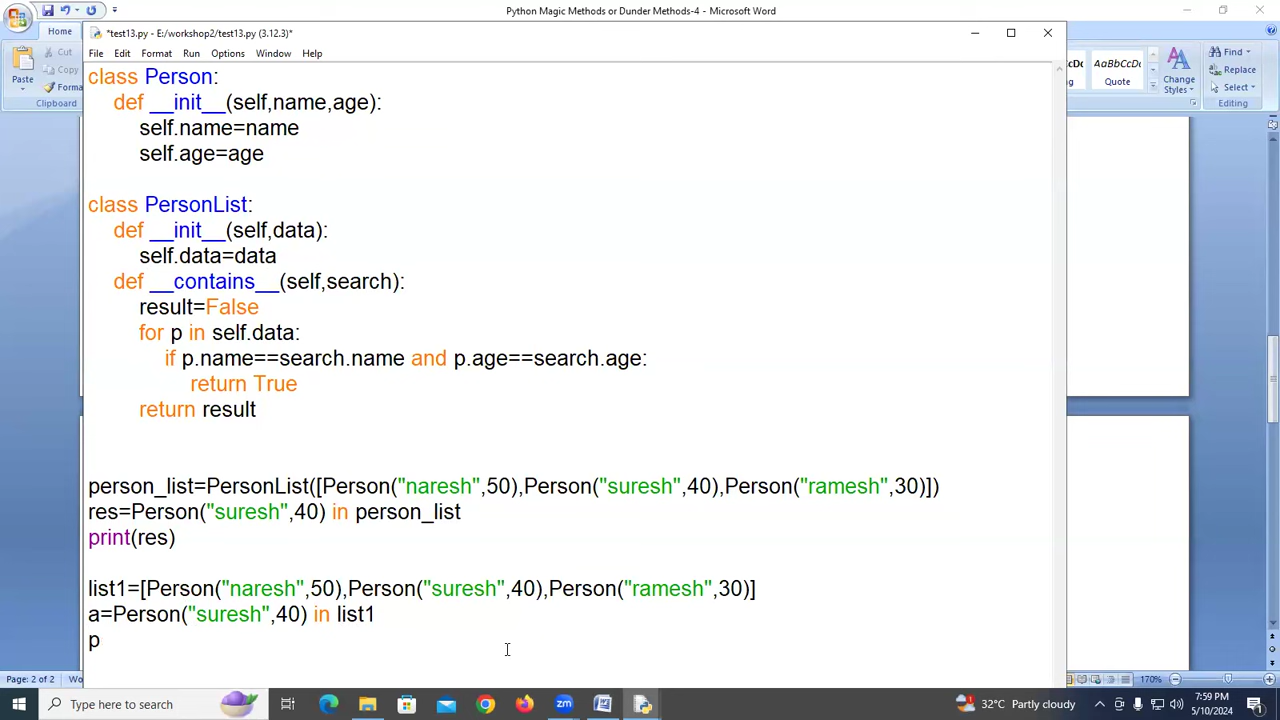 Python Magic Methods or Dunder Methods-4 - Microsoft Word
Home
Cut
Copy
Forma
Paste
Clipboard
*test13.py - E:/workshop2/test13.py (3.12.3)*
File Edit Format Run Options Window Help
AaBbCcDc
Quote
Change
Styles
Find
Replace
Select
Editing
class Person:
def __init__(self,name,age):
self.name=name
self.age=age
class PersonList:
def __init__(self,data):
self.data=data
def __contains__(self,search):
result=False
for p in self.data:
if p.name==search.name and p.age==search.age:
return True
return result
person_list=PersonList([Person("naresh",50),Person("suresh",40),Person("ramesh",30)])
res=Person("suresh",40) in person_list
print(res)
list1=[Person("naresh",50),Person("suresh",40),Person("ramesh",30)]
a=Person("suresh",40) in list1
p
Page: 2 of 2
170%
Type here to search
zm
32°C Partly cloudy
7:59 PM
5/10/2024